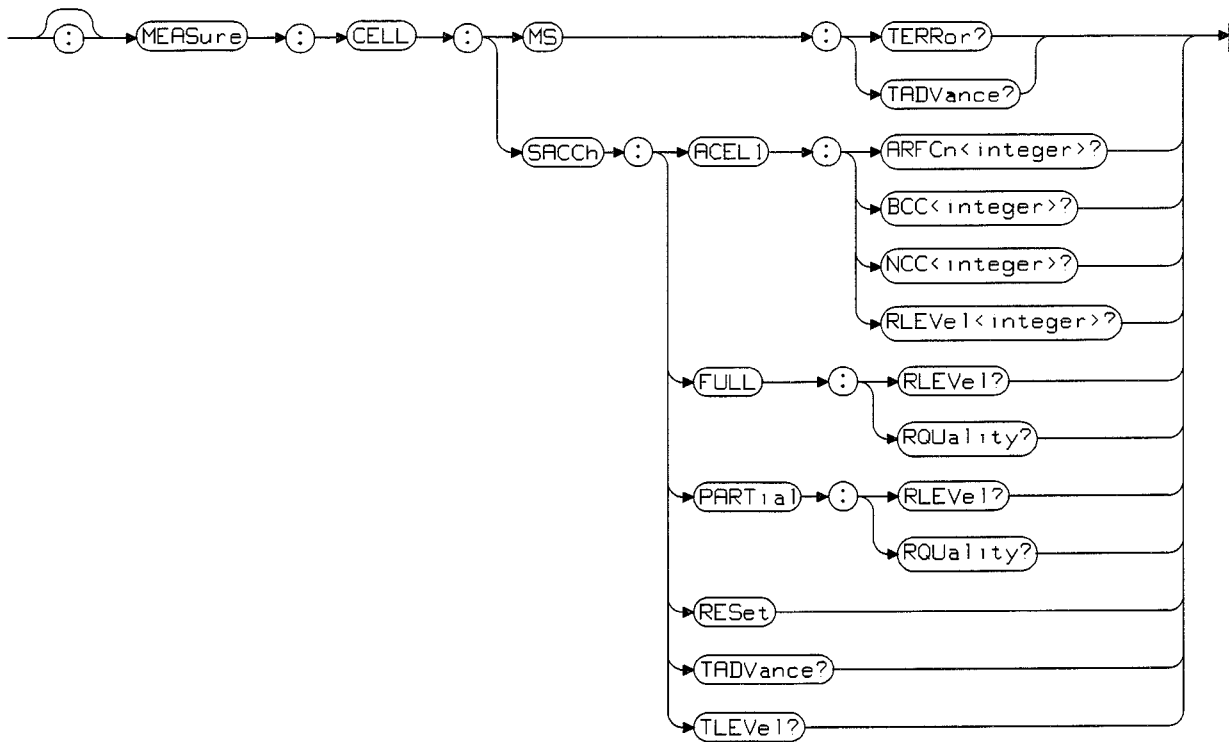 : MEASure : CELL : MS : TERRor?
TADVance?
SACCh : ACEL1 : ARFCn<integer>?
BCC<integer>?
NCC<integer>?
RLEVel<integer>?
FULL : RLEVel?
RQUality?
PARTial : RLEVel?
RQUality?
RESet
TADVance?
TLEVel?